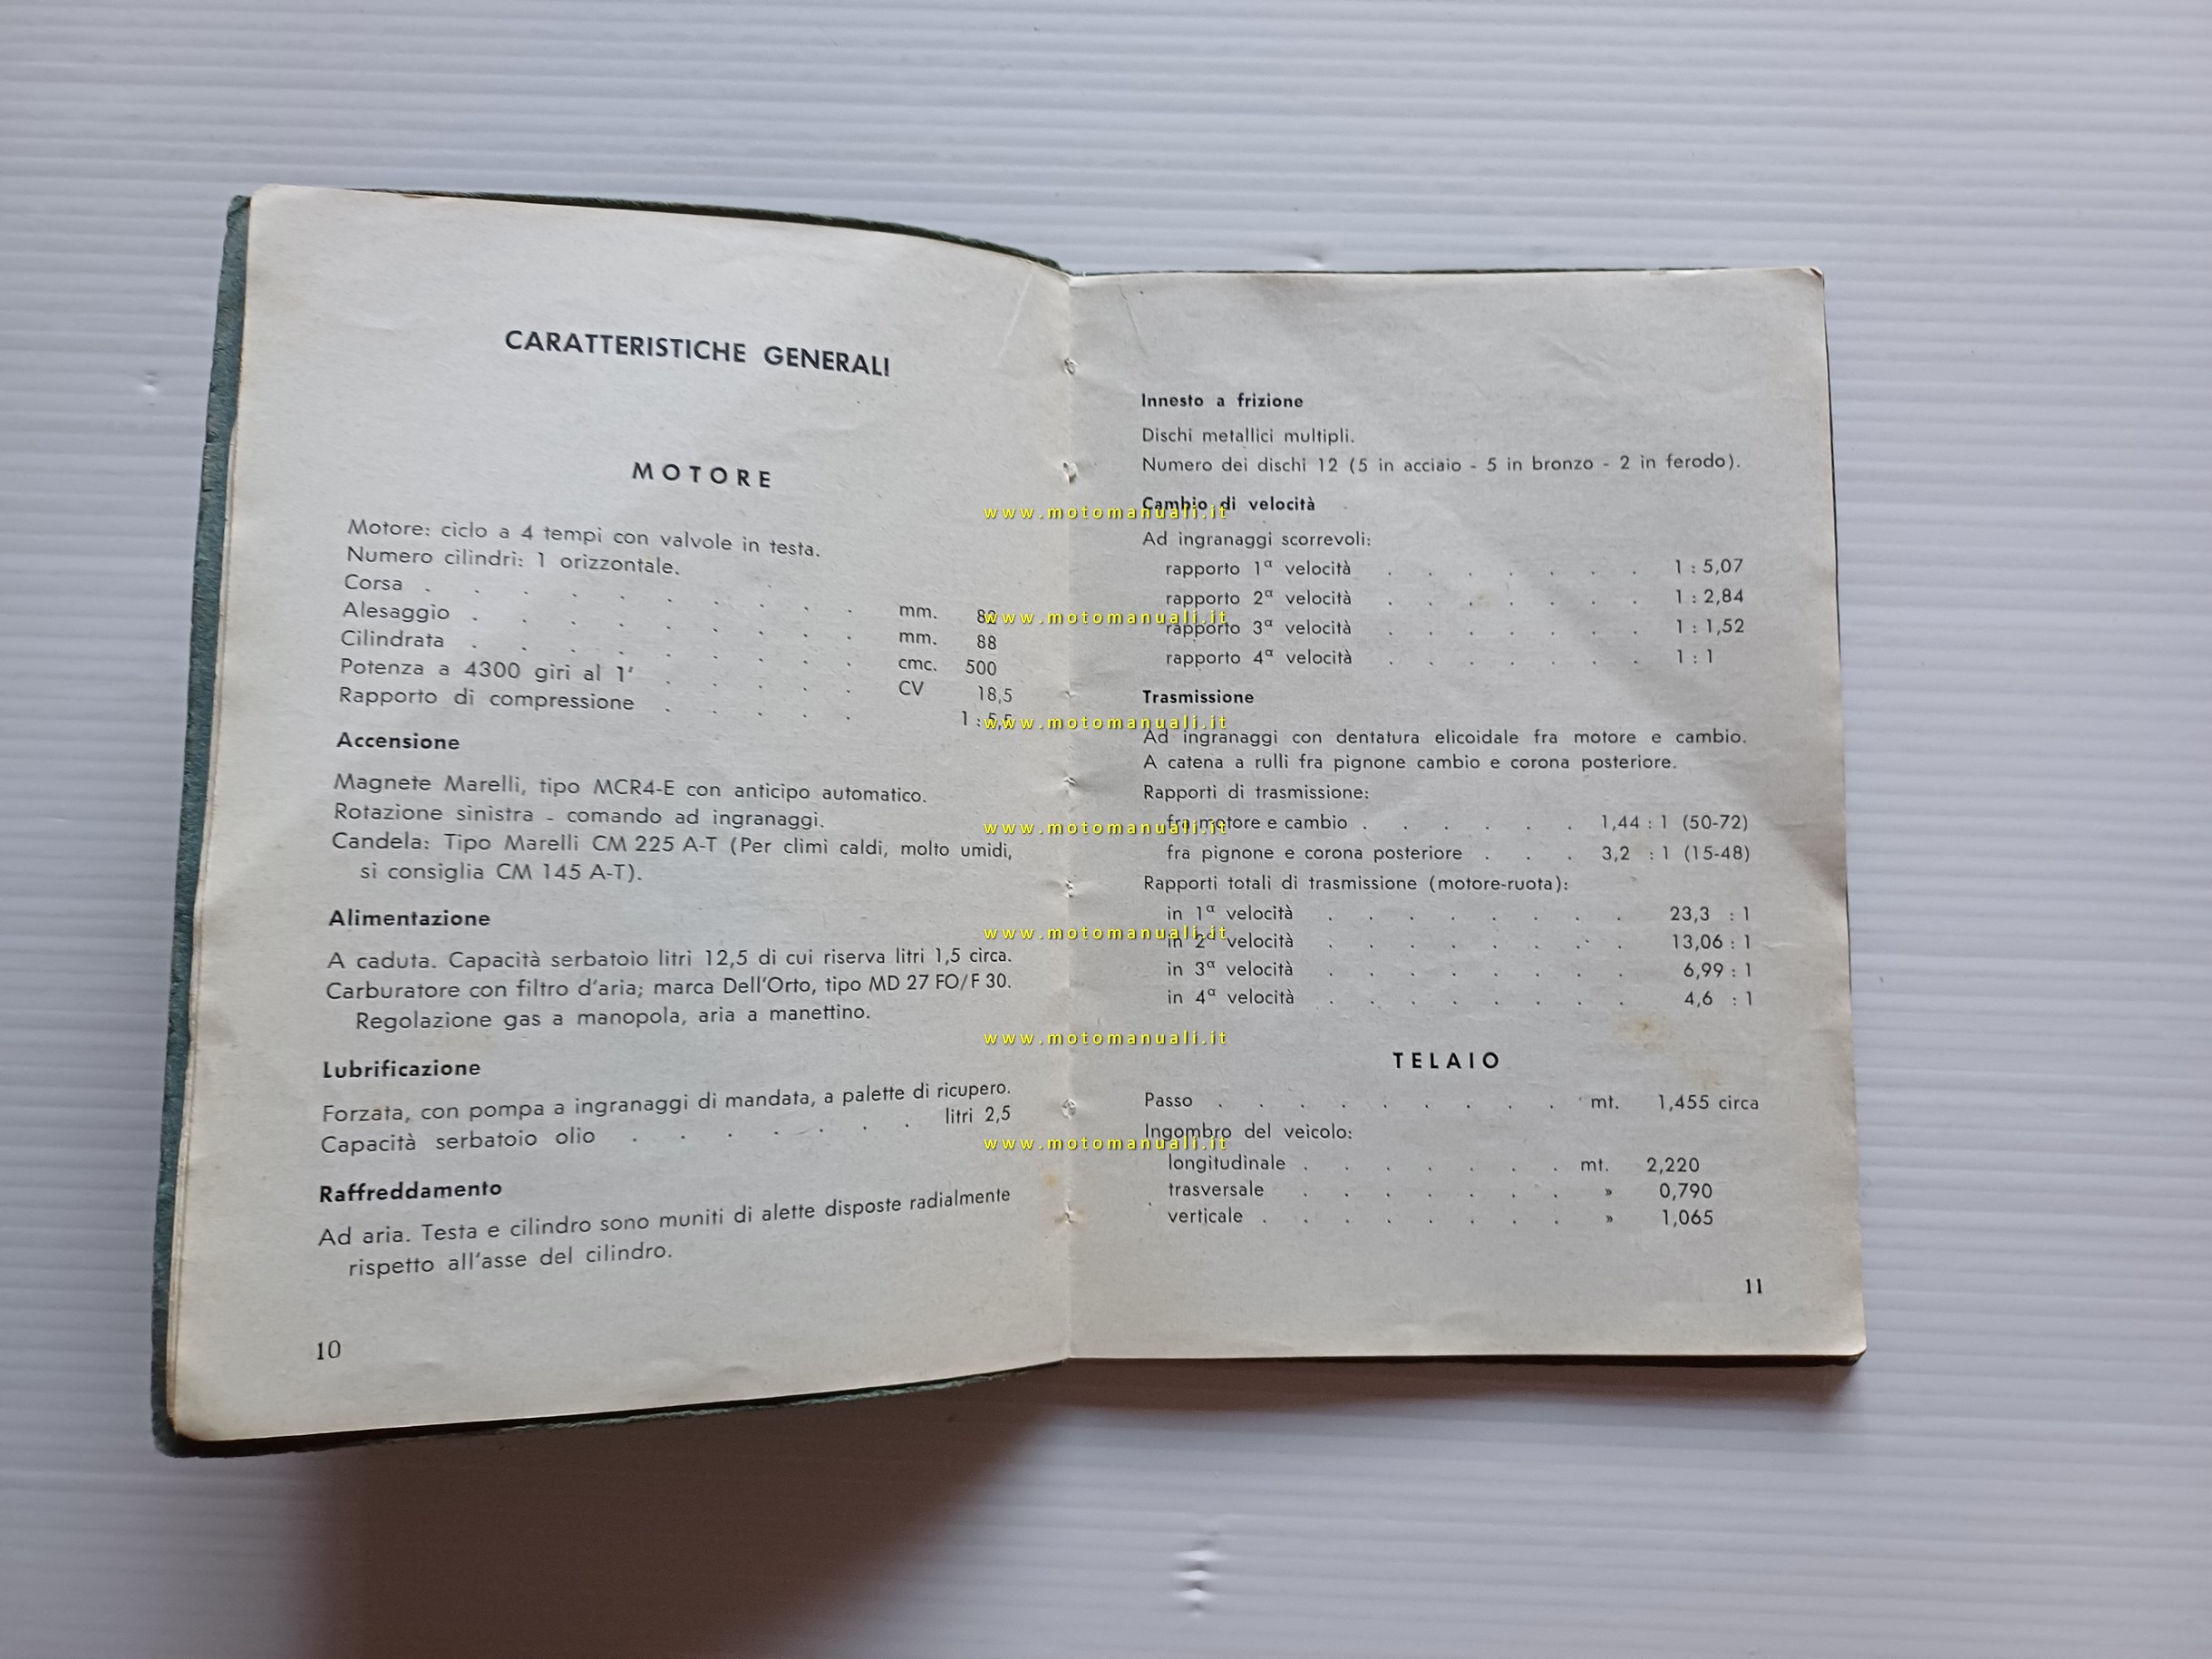 CARATTERISTICHE GENERALI
MOTORE
Motore: ciclo a 4 tempi con valvole in testa.
Numero cilindri: 1 orizzontale.
Corsa . . . . . . . . . . mm. 82
Alesaggio . . . . . . . . . mm. 88
Cilindrata . . . . . . . . . cmc. 500
Potenza a 4300 giri al 1' . . . . . CV 18,5
Rapporto di compressione . . . . . 1 : 5,5
Accensione
Magnete Marelli, tipo MCR4-E con anticipo automatico.
Rotazione sinistra - comando ad ingranaggi.
Candela: Tipo Marelli CM 225 A-T (Per climi caldi, molto umidi,
si consiglia CM 145 A-T).
Alimentazione
A caduta. Capacità serbatoio litri 12,5 di cui riserva litri 1,5 circa.
Carburatore con filtro d'aria; marca Dell'Orto, tipo MD 27 FO/F 30.
Regolazione gas a manopola, aria a manettino.
Lubrificazione
Forzata, con pompa a ingranaggi di mandata, a palette di ricupero.
Capacità serbatoio olio . . . . . . . litri 2,5
Raffreddamento
Ad aria. Testa e cilindro sono muniti di alette disposte radialmente
rispetto all'asse del cilindro.
10
Innesto a frizione
Dischi metallici multipli.
Numero dei dischi 12 (5 in acciaio - 5 in bronzo - 2 in ferodo).
Cambio di velocità
Ad ingranaggi scorrevoli:
rapporto 1ª velocità . . . . . . . 1 : 5,07
rapporto 2ª velocità . . . . . . . 1 : 2,84
rapporto 3ª velocità . . . . . . . 1 : 1,52
rapporto 4ª velocità . . . . . . . 1 : 1
Trasmissione
Ad ingranaggi con dentatura elicoidale fra motore e cambio.
A catena a rulli fra pignone cambio e corona posteriore.
Rapporti di trasmissione:
fra motore e cambio . . . . . . 1,44 : 1 (50-72)
fra pignone e corona posteriore . . . 3,2 : 1 (15-48)
Rapporti totali di trasmissione (motore-ruota):
in 1ª velocità . . . . . . . . 23,3 : 1
in 2ª velocità . . . . . . . . 13,06 : 1
in 3ª velocità . . . . . . . . 6,99 : 1
in 4ª velocità . . . . . . . . 4,6 : 1
TELAIO
Passo . . . . . . . . . mt. 1,455 circa
Ingombro del veicolo:
longitudinale . . . . . . . mt. 2,220
trasversale . . . . . . . » 0,790
verticale . . . . . . . . » 1,065
11
www.motomanuali.it
www.motomanuali.it
www.motomanuali.it
www.motomanuali.it
www.motomanuali.it
www.motomanuali.it
www.motomanuali.it